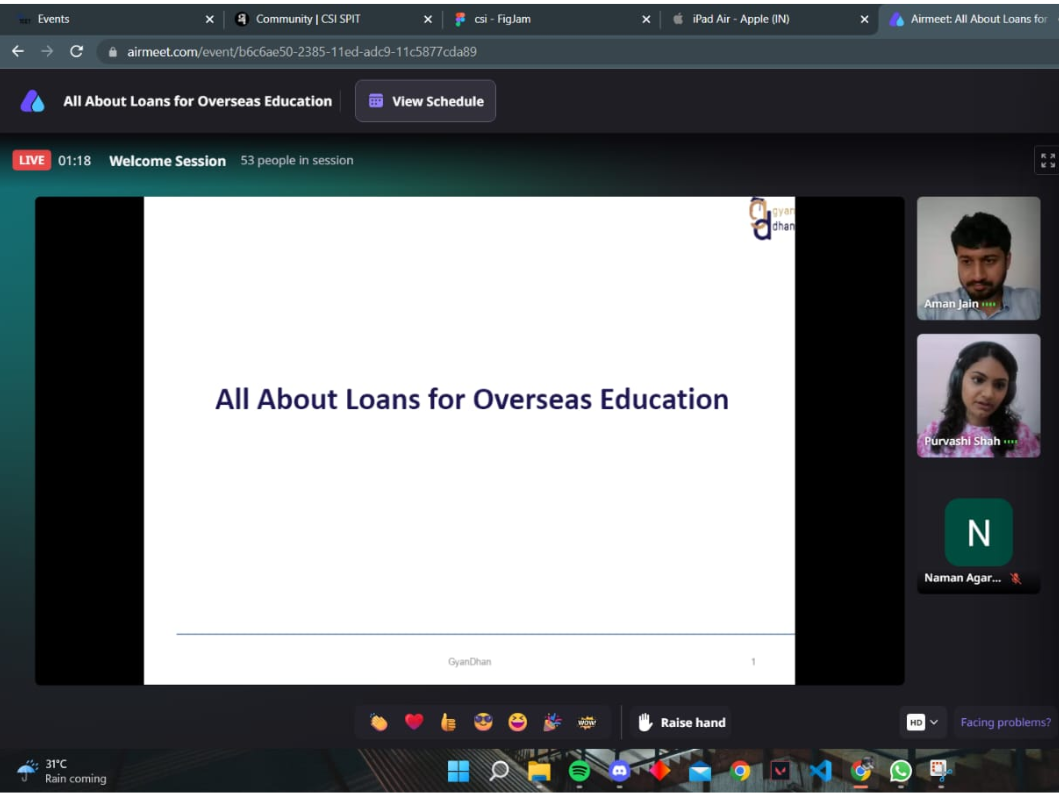 Events
Community | CSI SPIT
csi - FigJam
iPad Air - Apple (IN)
Airmeet: All About Loans for
airmeet.com/event/b6c6ae50-2385-11ed-adc9-11c5877cda89
All About Loans for Overseas Education
View Schedule
LIVE 01:18 Welcome Session 53 people in session
gyan
dhan
Aman Jain
All About Loans for Overseas Education
Purvashi Shah
N
Naman Agar...
GyanDhan 1
WOW
Raise hand
HD
Facing problems?
31°C
Rain coming